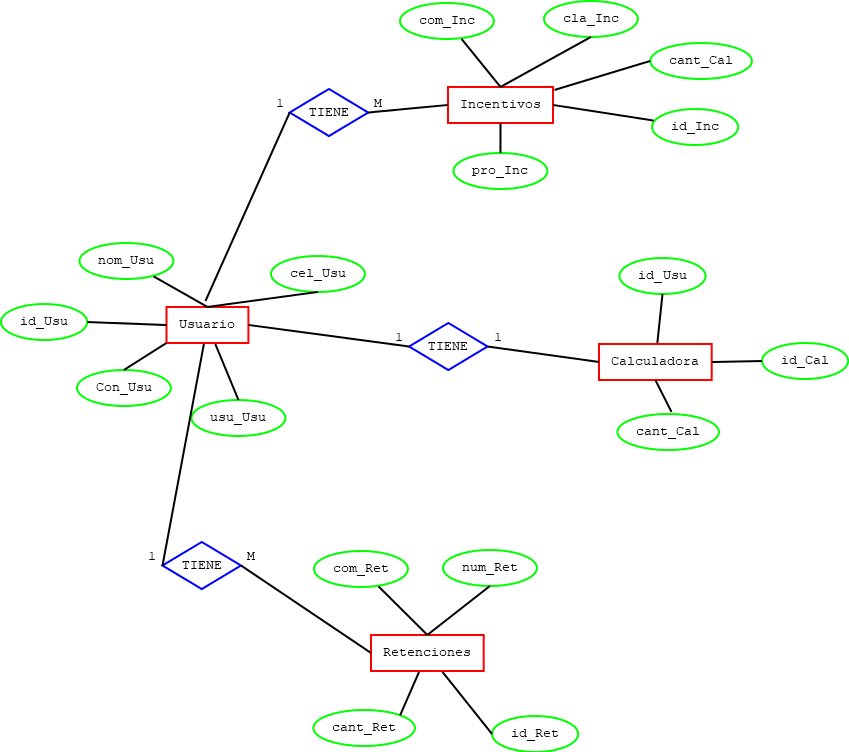 com_Inc
cla_Inc
cant_Cal
Incentivos
1
TIENE
M
id_Inc
pro_Inc
nom_Usu
cel_Usu
id_Usu
id_Usu
Usuario
1
TIENE
1
Calculadora
id_Cal
Con_Usu
usu_Usu
cant_Cal
1
TIENE
M
com_Ret
num_Ret
Retenciones
cant_Ret
id_Ret